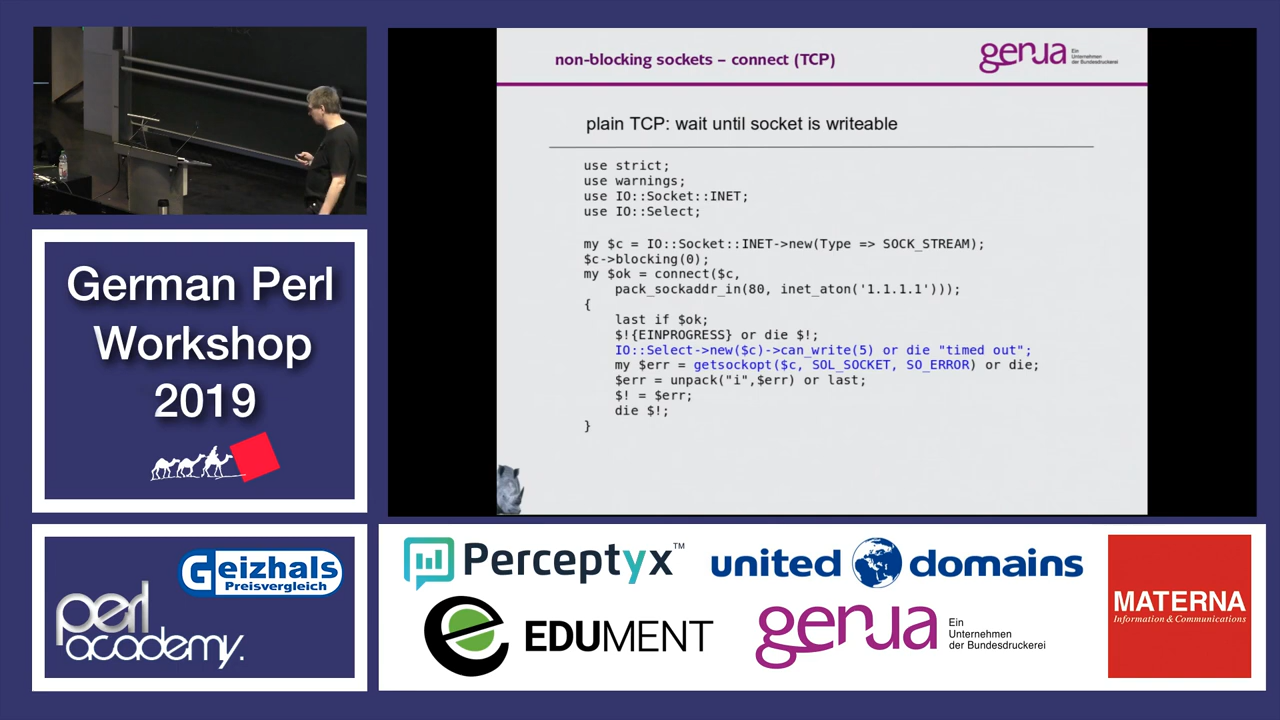 non-blocking sockets – connect (TCP)
genua
Ein
Unternehmen
der Bundesdruckerei
plain TCP: wait until socket is writeable
use strict;
use warnings;
use IO::Socket::INET;
use IO::Select;
my $c = IO::Socket::INET->new(Type => SOCK_STREAM);
$c->blocking(0);
my $ok = connect($c,
pack_sockaddr_in(80, inet_aton('1.1.1.1')));
{
last if $ok;
$!{EINPROGRESS} or die $!;
IO::Select->new($c)->can_write(5) or die "timed out";
my $err = getsockopt($c, SOL_SOCKET, SO_ERROR) or die;
$err = unpack("i",$err) or last;
$! = $err;
die $!;
}
German Perl
Workshop
2019
Geizhals
Preisvergleich
perl
academy.
Perceptyx™
united domains
EDUMENT
genua
Ein
Unternehmen
der Bundesdruckerei
MATERNA
Information & Communications